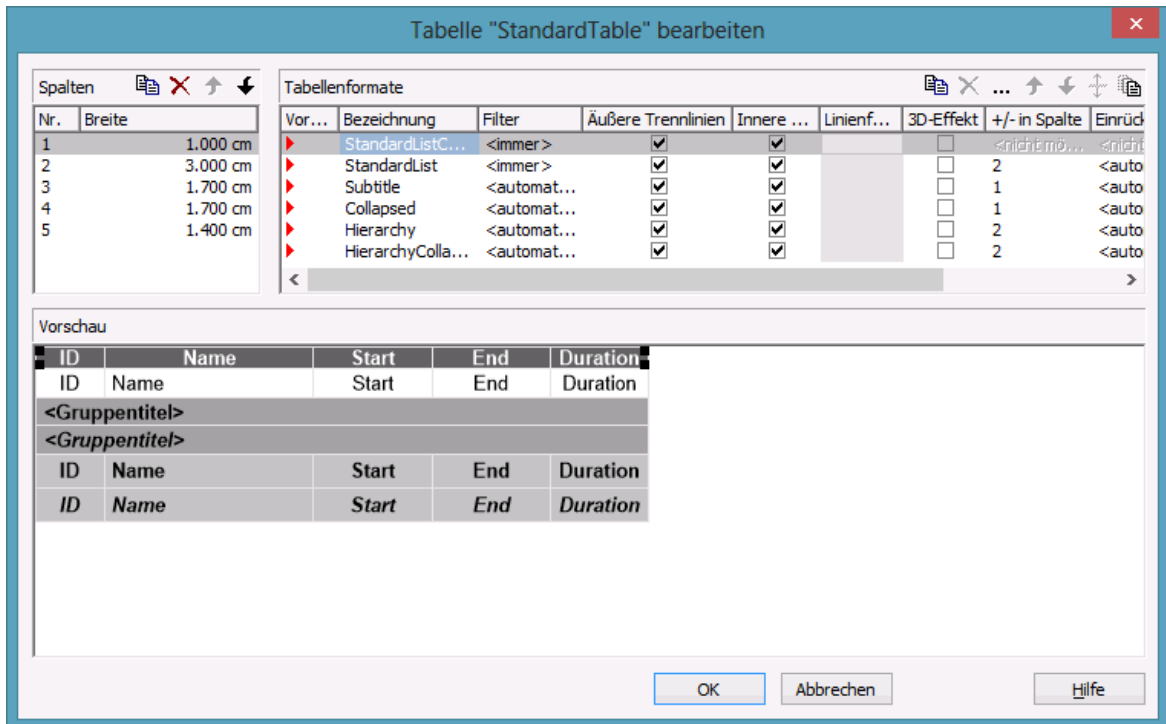 Tabelle "StandardTable" bearbeiten
Spalten
Nr. Breite
1 1.000 cm
2 3.000 cm
3 1.700 cm
4 1.700 cm
5 1.400 cm
Tabellenformate
Vor... Bezeichnung Filter Äußere Trennlinien Innere ... Linienf... 3D-Effekt +/- in Spalte Einrück
StandardListC... <immer> <nicht mö... <nicht
StandardList <immer> 2 <auto
Subtitle <automat... 1 <auto
Collapsed <automat... 1 <auto
Hierarchy <automat... 2 <auto
HierarchyColla... <automat... 2 <auto
Vorschau
ID Name Start End Duration
ID Name Start End Duration
<Gruppentitel>
<Gruppentitel>
ID Name Start End Duration
ID Name Start End Duration
OK Abbrechen Hilfe